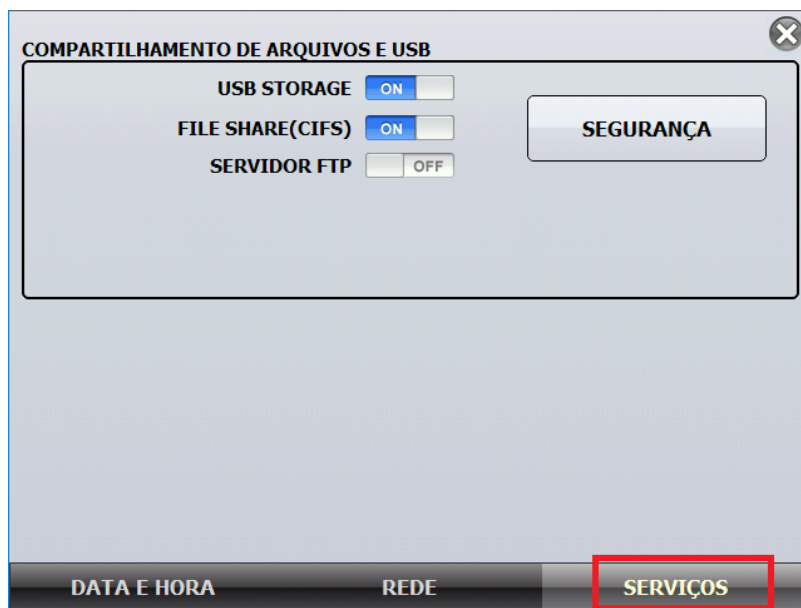 COMPARTILHAMENTO DE ARQUIVOS E USB
USB STORAGE ON
FILE SHARE(CIFS) ON
SEGURANÇA
SERVIDOR FTP OFF
DATA E HORA REDE SERVIÇOS